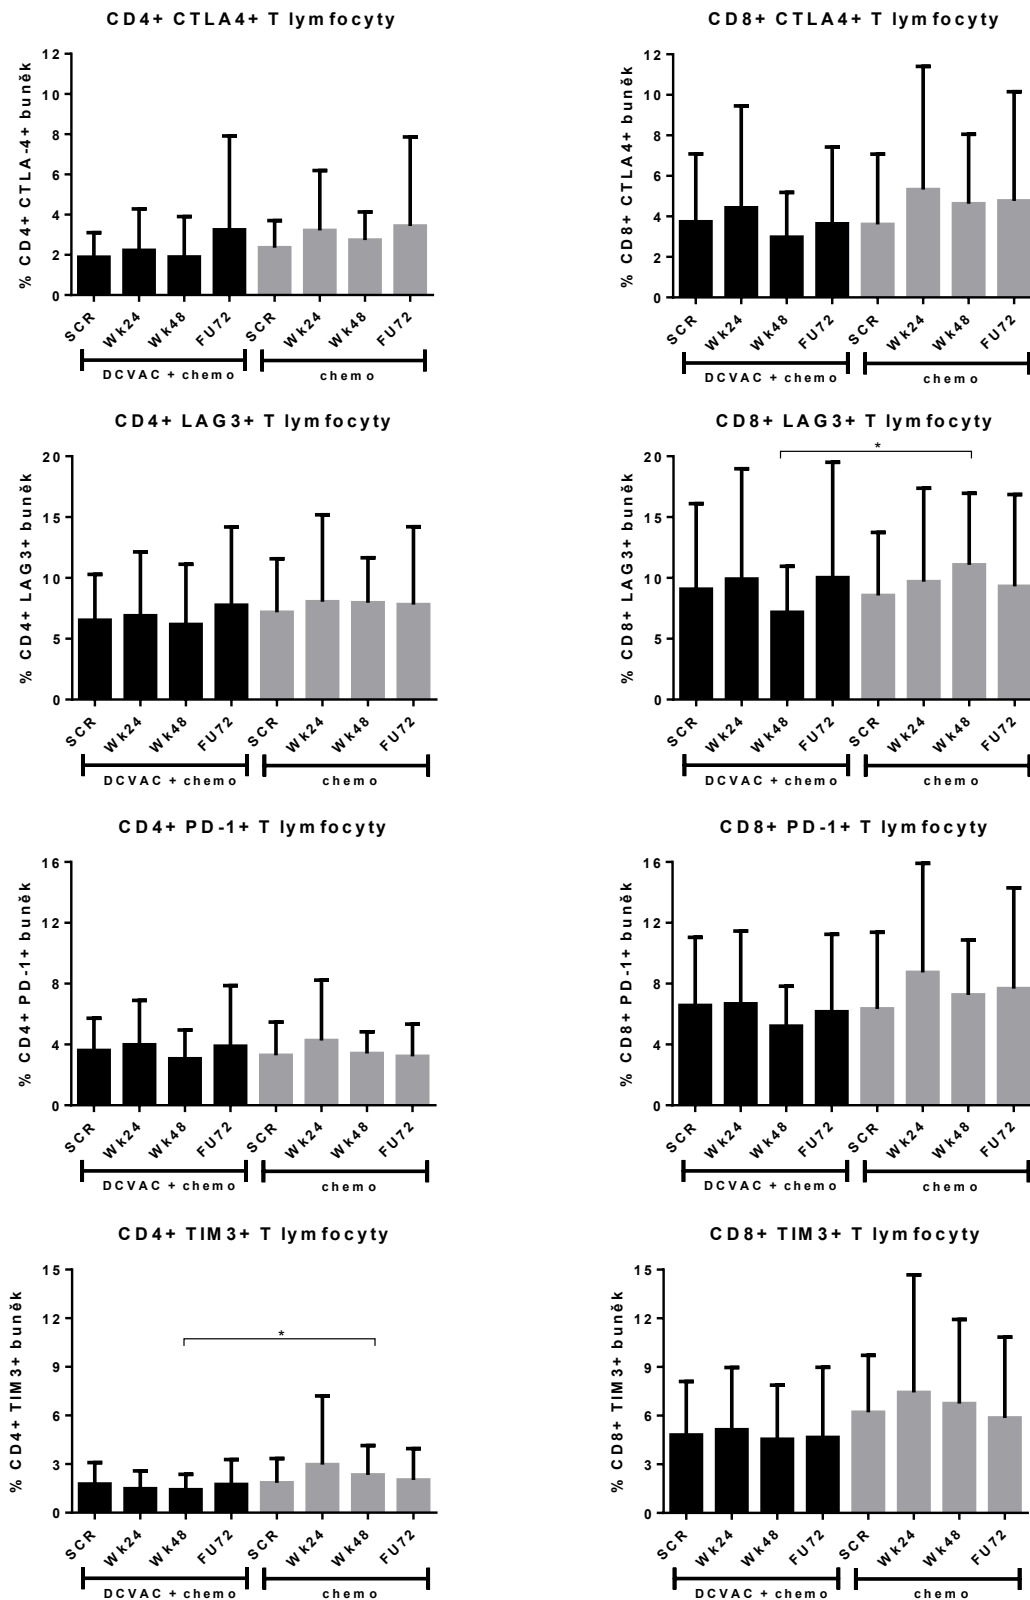 CD4+ CTLA4+ T lymfocyty
% CD4+ CTLA-4+ buněk
12
10
8
6
4
2
0
SCR
Wk24
Wk48
FU72
SCR
Wk24
Wk48
FU72
DCVAC + chemo
chemo
CD8+ CTLA4+ T lymfocyty
% CD8+ CTLA4+ buněk
12
10
8
6
4
2
0
SCR
Wk24
Wk48
FU72
SCR
Wk24
Wk48
FU72
DCVAC + chemo
chemo
CD4+ LAG3+ T lymfocyty
% CD4+ LAG3+ buněk
20
15
10
5
0
SCR
Wk24
Wk48
FU72
SCR
Wk24
Wk48
FU72
DCVAC + chemo
chemo
CD8+ LAG3+ T lymfocyty
*
% CD8+ LAG3+ buněk
20
15
10
5
0
SCR
Wk24
Wk48
FU72
SCR
Wk24
Wk48
FU72
DCVAC + chemo
chemo
CD4+ PD-1+ T lymfocyty
% CD4+ PD-1+ buněk
16
12
8
4
0
SCR
Wk24
Wk48
FU72
SCR
Wk24
Wk48
FU72
DCVAC + chemo
chemo
CD8+ PD-1+ T lymfocyty
% CD8+ PD-1+ buněk
16
12
8
4
0
SCR
Wk24
Wk48
FU72
SCR
Wk24
Wk48
FU72
DCVAC + chemo
chemo
CD4+ TIM3+ T lymfocyty
% CD4+ TIM3+ buněk
15
12
9
6
3
0
*
SCR
Wk24
Wk48
FU72
SCR
Wk24
Wk48
FU72
DCVAC + chemo
chemo
CD8+ TIM3+ T lymfocyty
% CD8+ TIM3+ buněk
15
12
9
6
3
0
SCR
Wk24
Wk48
FU72
SCR
Wk24
Wk48
FU72
DCVAC + chemo
chemo